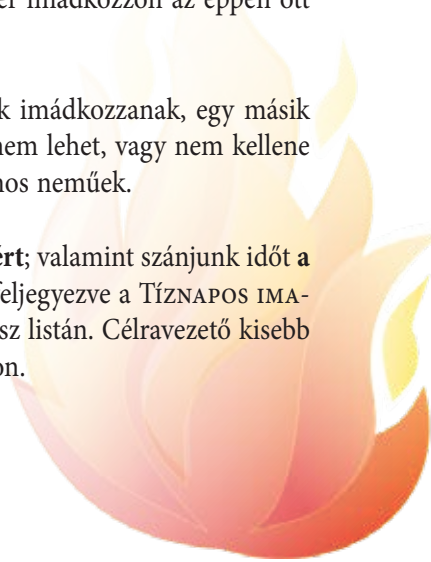 imádkozzon az éppen ott
k imádkozzanak, egy másik
nem lehet, vagy nem kellene
nos neműek.
ért; valamint szánjunk időt a
feljegyezve a TÍZNAPOS IMA-
sz listán. Célravezető kisebb
on.